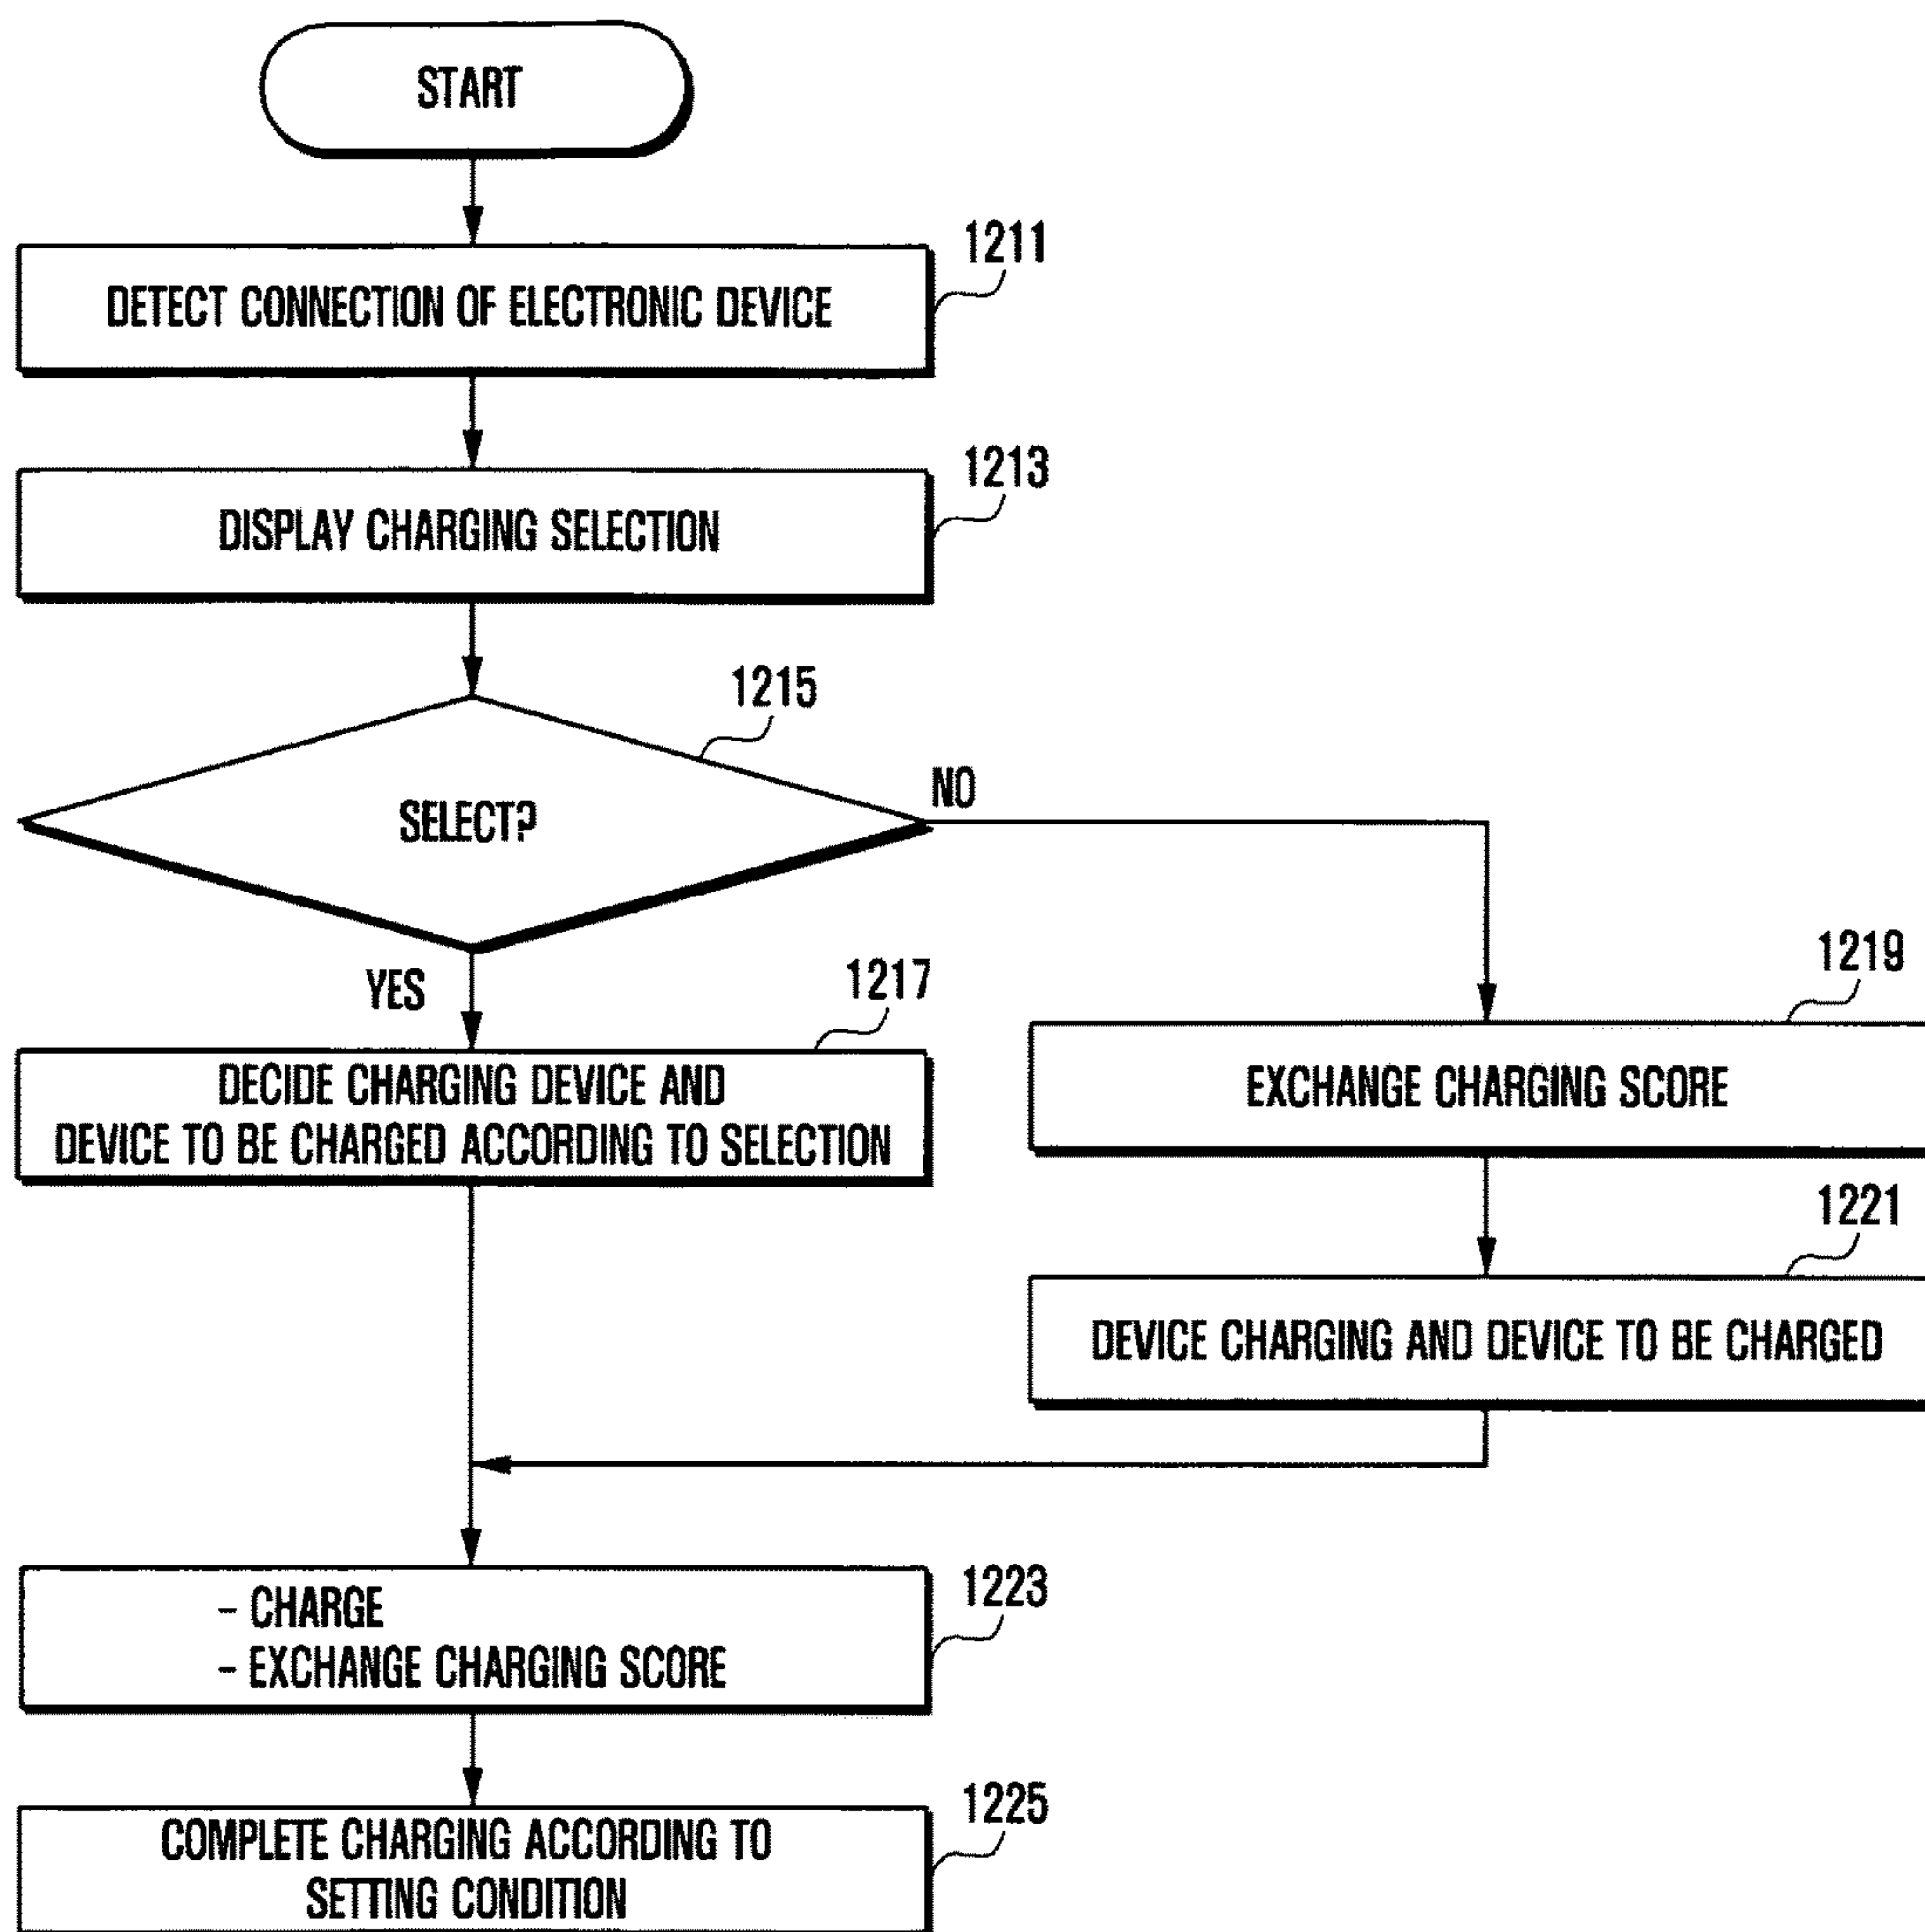 START
1211
DETECT CONNECTION OF ELECTRONIC DEVICE
1213
DISPLAY CHARGING SELECTION
1215
SELECT?
NO
YES
1217
DECIDE CHARGING DEVICE AND
DEVICE TO BE CHARGED ACCORDING TO SELECTION
1219
EXCHANGE CHARGING SCORE
1221
DEVICE CHARGING AND DEVICE TO BE CHARGED
1223
– CHARGE
– EXCHANGE CHARGING SCORE
1225
COMPLETE CHARGING ACCORDING TO
SETTING CONDITION